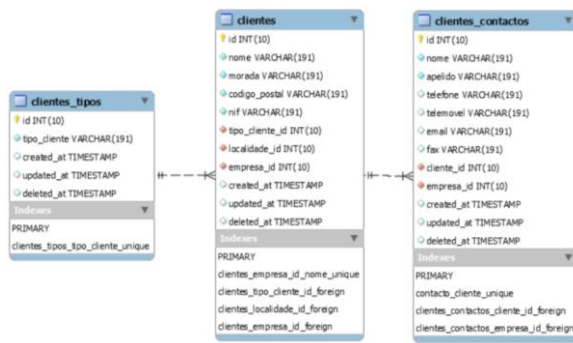 clientes_tipos
id INT(10)
tipo_cliente VARCHAR(191)
created_at TIMESTAMP
updated_at TIMESTAMP
deleted_at TIMESTAMP
Indexes
PRIMARY
clientes_tipos_tipo_cliente_unique
clientes
id INT(10)
nome VARCHAR(191)
morada VARCHAR(191)
codigo_postal VARCHAR(191)
nif VARCHAR(191)
tipo_cliente_id INT(10)
localidade_id INT(10)
empresa_id INT(10)
created_at TIMESTAMP
updated_at TIMESTAMP
deleted_at TIMESTAMP
Indexes
PRIMARY
clientes_empresa_id_nome_unique
clientes_tipo_cliente_id_foreign
clientes_localidade_id_foreign
clientes_empresa_id_foreign
clientes_contactos
id INT(10)
nome VARCHAR(191)
apelido VARCHAR(191)
telefone VARCHAR(191)
telemovel VARCHAR(191)
email VARCHAR(191)
fax VARCHAR(191)
cliente_id INT(10)
empresa_id INT(10)
created_at TIMESTAMP
updated_at TIMESTAMP
deleted_at TIMESTAMP
Indexes
PRIMARY
contacto_cliente_unique
clientes_contactos_cliente_id_foreign
clientes_contactos_empresa_id_foreign